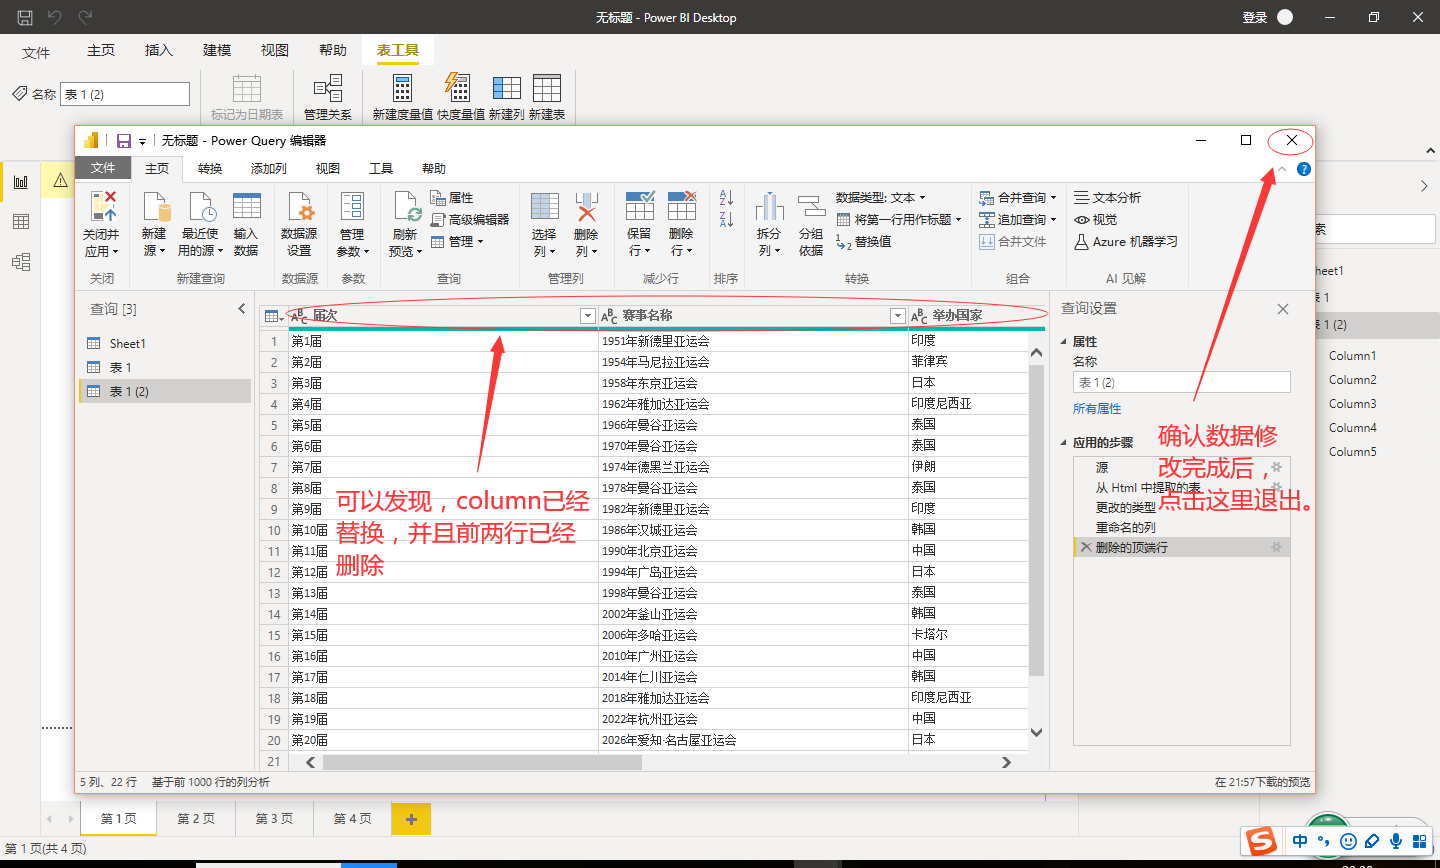 无标题 - Power BI Desktop
登录
文件 主页 插入 建模 视图 帮助 表工具
名称 表 1 (2)
标记为日期表 管理关系 新建度量值 快度量值 新建列 新建表
无标题 - Power Query 编辑器
文件 主页 转换 添加列 视图 工具 帮助
关闭并应用 新建源 最近使用的源 输入数据 数据源设置 管理参数 刷新预览
属性
高级编辑器
管理
选择列 删除列 保留行 删除行
拆分列 分组依据
数据类型: 文本
将第一行用作标题
1 2 替换值
合并查询
追加查询
合并文件
文本分析
视觉
Azure 机器学习
关闭 新建查询 数据源 参数 查询 管理列 减少行 排序 转换 组合 AI 见解
查询 [3]
Sheet1
表 1
表 1 (2)
ABC 届次 ABC 赛事名称 ABC 举办国家
1 第1届 1951年新德里亚运会 印度
2 第2届 1954年马尼拉亚运会 菲律宾
3 第3届 1958年东京亚运会 日本
4 第4届 1962年雅加达亚运会 印度尼西亚
5 第5届 1966年曼谷亚运会 泰国
6 第6届 1970年曼谷亚运会 泰国
7 第7届 1974年德黑兰亚运会 伊朗
8 第8届 1978年曼谷亚运会 泰国
9 第9届 1982年新德里亚运会 印度
10 第10届 1986年汉城亚运会 韩国
11 第11届 1990年北京亚运会 中国
12 第12届 1994年广岛亚运会 日本
13 第13届 1998年曼谷亚运会 泰国
14 第14届 2002年釜山亚运会 韩国
15 第15届 2006年多哈亚运会 卡塔尔
16 第16届 2010年广州亚运会 中国
17 第17届 2014年仁川亚运会 韩国
18 第18届 2018年雅加达亚运会 印度尼西亚
19 第19届 2022年杭州亚运会 中国
20 第20届 2026年爱知·名古屋亚运会 日本
21
可以发现，column已经
替换，并且前两行已经
删除
查询设置
属性
名称
表 1 (2)
所有属性
应用的步骤
源
从 Html 中提取的表
更改的类型
重命名的列
删除的顶端行
确认数据修
改完成后，
点击这里退出。
5 列、22 行 基于前 1000 行的列分析
在 21:57下载的预览
索
heet1
表 1
表 1 (2)
Column1
Column2
Column3
Column4
Column5
第 1 页 第 2 页 第 3 页 第 4 页 +
第 1 页(共 4 页)
S 中